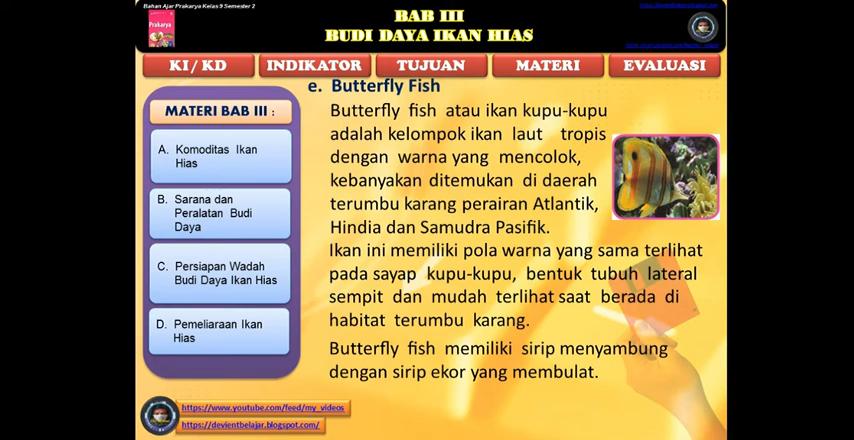 Bahan Ajar Prakarya Kelas 9 Semester 2
Prakarya
BAB III
BUDI DAYA IKAN HIAS
KI / KD
INDIKATOR
TUJUAN
MATERI
EVALUASI
MATERI BAB III :
A. Komoditas Ikan
Hias
B. Sarana dan
Peralatan Budi
Daya
C. Persiapan Wadah
Budi Daya Ikan Hias
D. Pemeliaraan Ikan
Hias
e. Butterfly Fish
Butterfly fish atau ikan kupu-kupu
adalah kelompok ikan laut tropis
dengan warna yang mencolok,
kebanyakan ditemukan di daerah
terumbu karang perairan Atlantik,
Hindia dan Samudra Pasifik.
Ikan ini memiliki pola warna yang sama terlihat
pada sayap kupu-kupu, bentuk tubuh lateral
sempit dan mudah terlihat saat berada di
habitat terumbu karang.
Butterfly fish memiliki sirip menyambung
dengan sirip ekor yang membulat.
https://www.youtube.com/feed/my_videos
https://devientbelajar.blogspot.com/